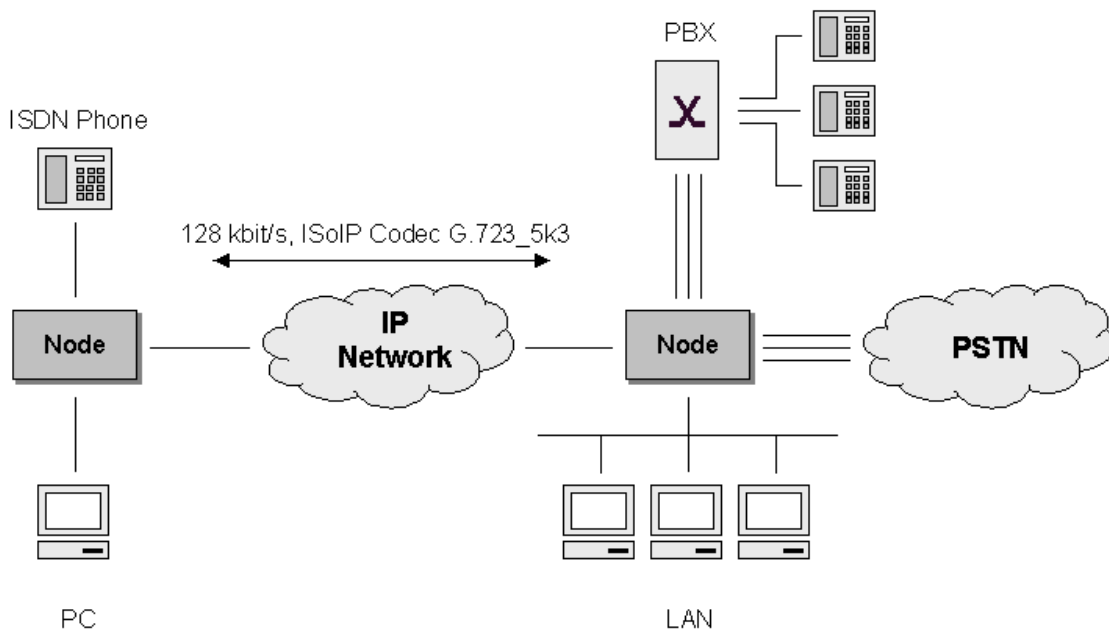 PBX
ISDN Phone
128 kbit/s, ISoIP Codec G.723_5k3
Node
IP
Network
Node
PSTN
PC
LAN